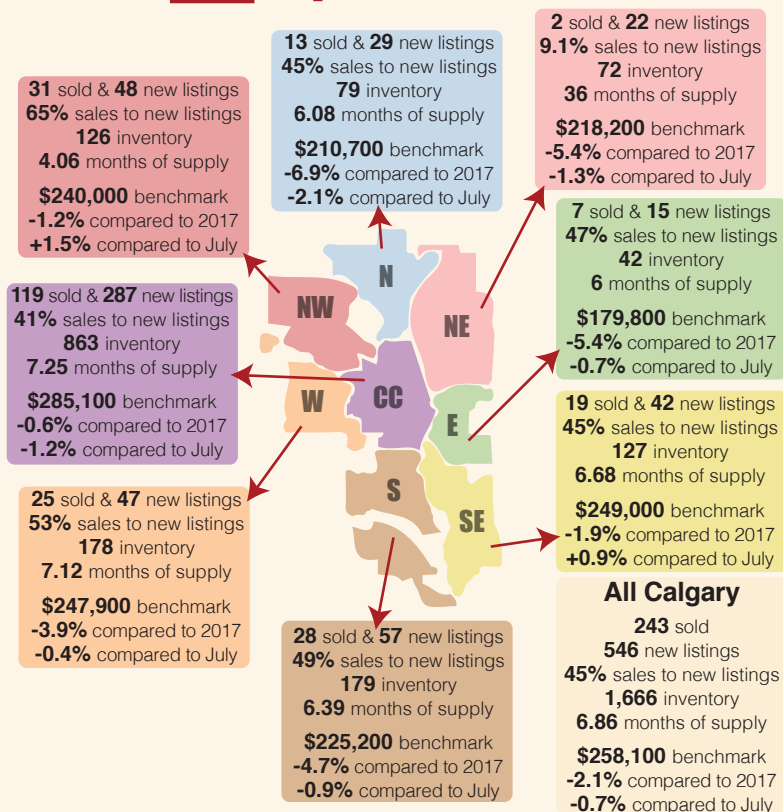 13 sold & 29 new listings
45% sales to new listings
79 inventory
6.08 months of supply
$210,700 benchmark
-6.9% compared to 2017
-2.1% compared to July
2 sold & 22 new listings
9.1% sales to new listings
72 inventory
36 months of supply
$218,200 benchmark
-5.4% compared to 2017
-1.3% compared to July
31 sold & 48 new listings
65% sales to new listings
126 inventory
4.06 months of supply
$240,000 benchmark
-1.2% compared to 2017
+1.5% compared to July
7 sold & 15 new listings
47% sales to new listings
42 inventory
6 months of supply
$179,800 benchmark
-5.4% compared to 2017
-0.7% compared to July
119 sold & 287 new listings
41% sales to new listings
863 inventory
7.25 months of supply
$285,100 benchmark
-0.6% compared to 2017
-1.2% compared to July
N
NW
NE
W
CC
E
S
SE
19 sold & 42 new listings
45% sales to new listings
127 inventory
6.68 months of supply
$249,000 benchmark
-1.9% compared to 2017
+0.9% compared to July
25 sold & 47 new listings
53% sales to new listings
178 inventory
7.12 months of supply
$247,900 benchmark
-3.9% compared to 2017
-0.4% compared to July
28 sold & 57 new listings
49% sales to new listings
179 inventory
6.39 months of supply
$225,200 benchmark
-4.7% compared to 2017
-0.9% compared to July
All Calgary
243 sold
546 new listings
45% sales to new listings
1,666 inventory
6.86 months of supply
$258,100 benchmark
-2.1% compared to 2017
-0.7% compared to July